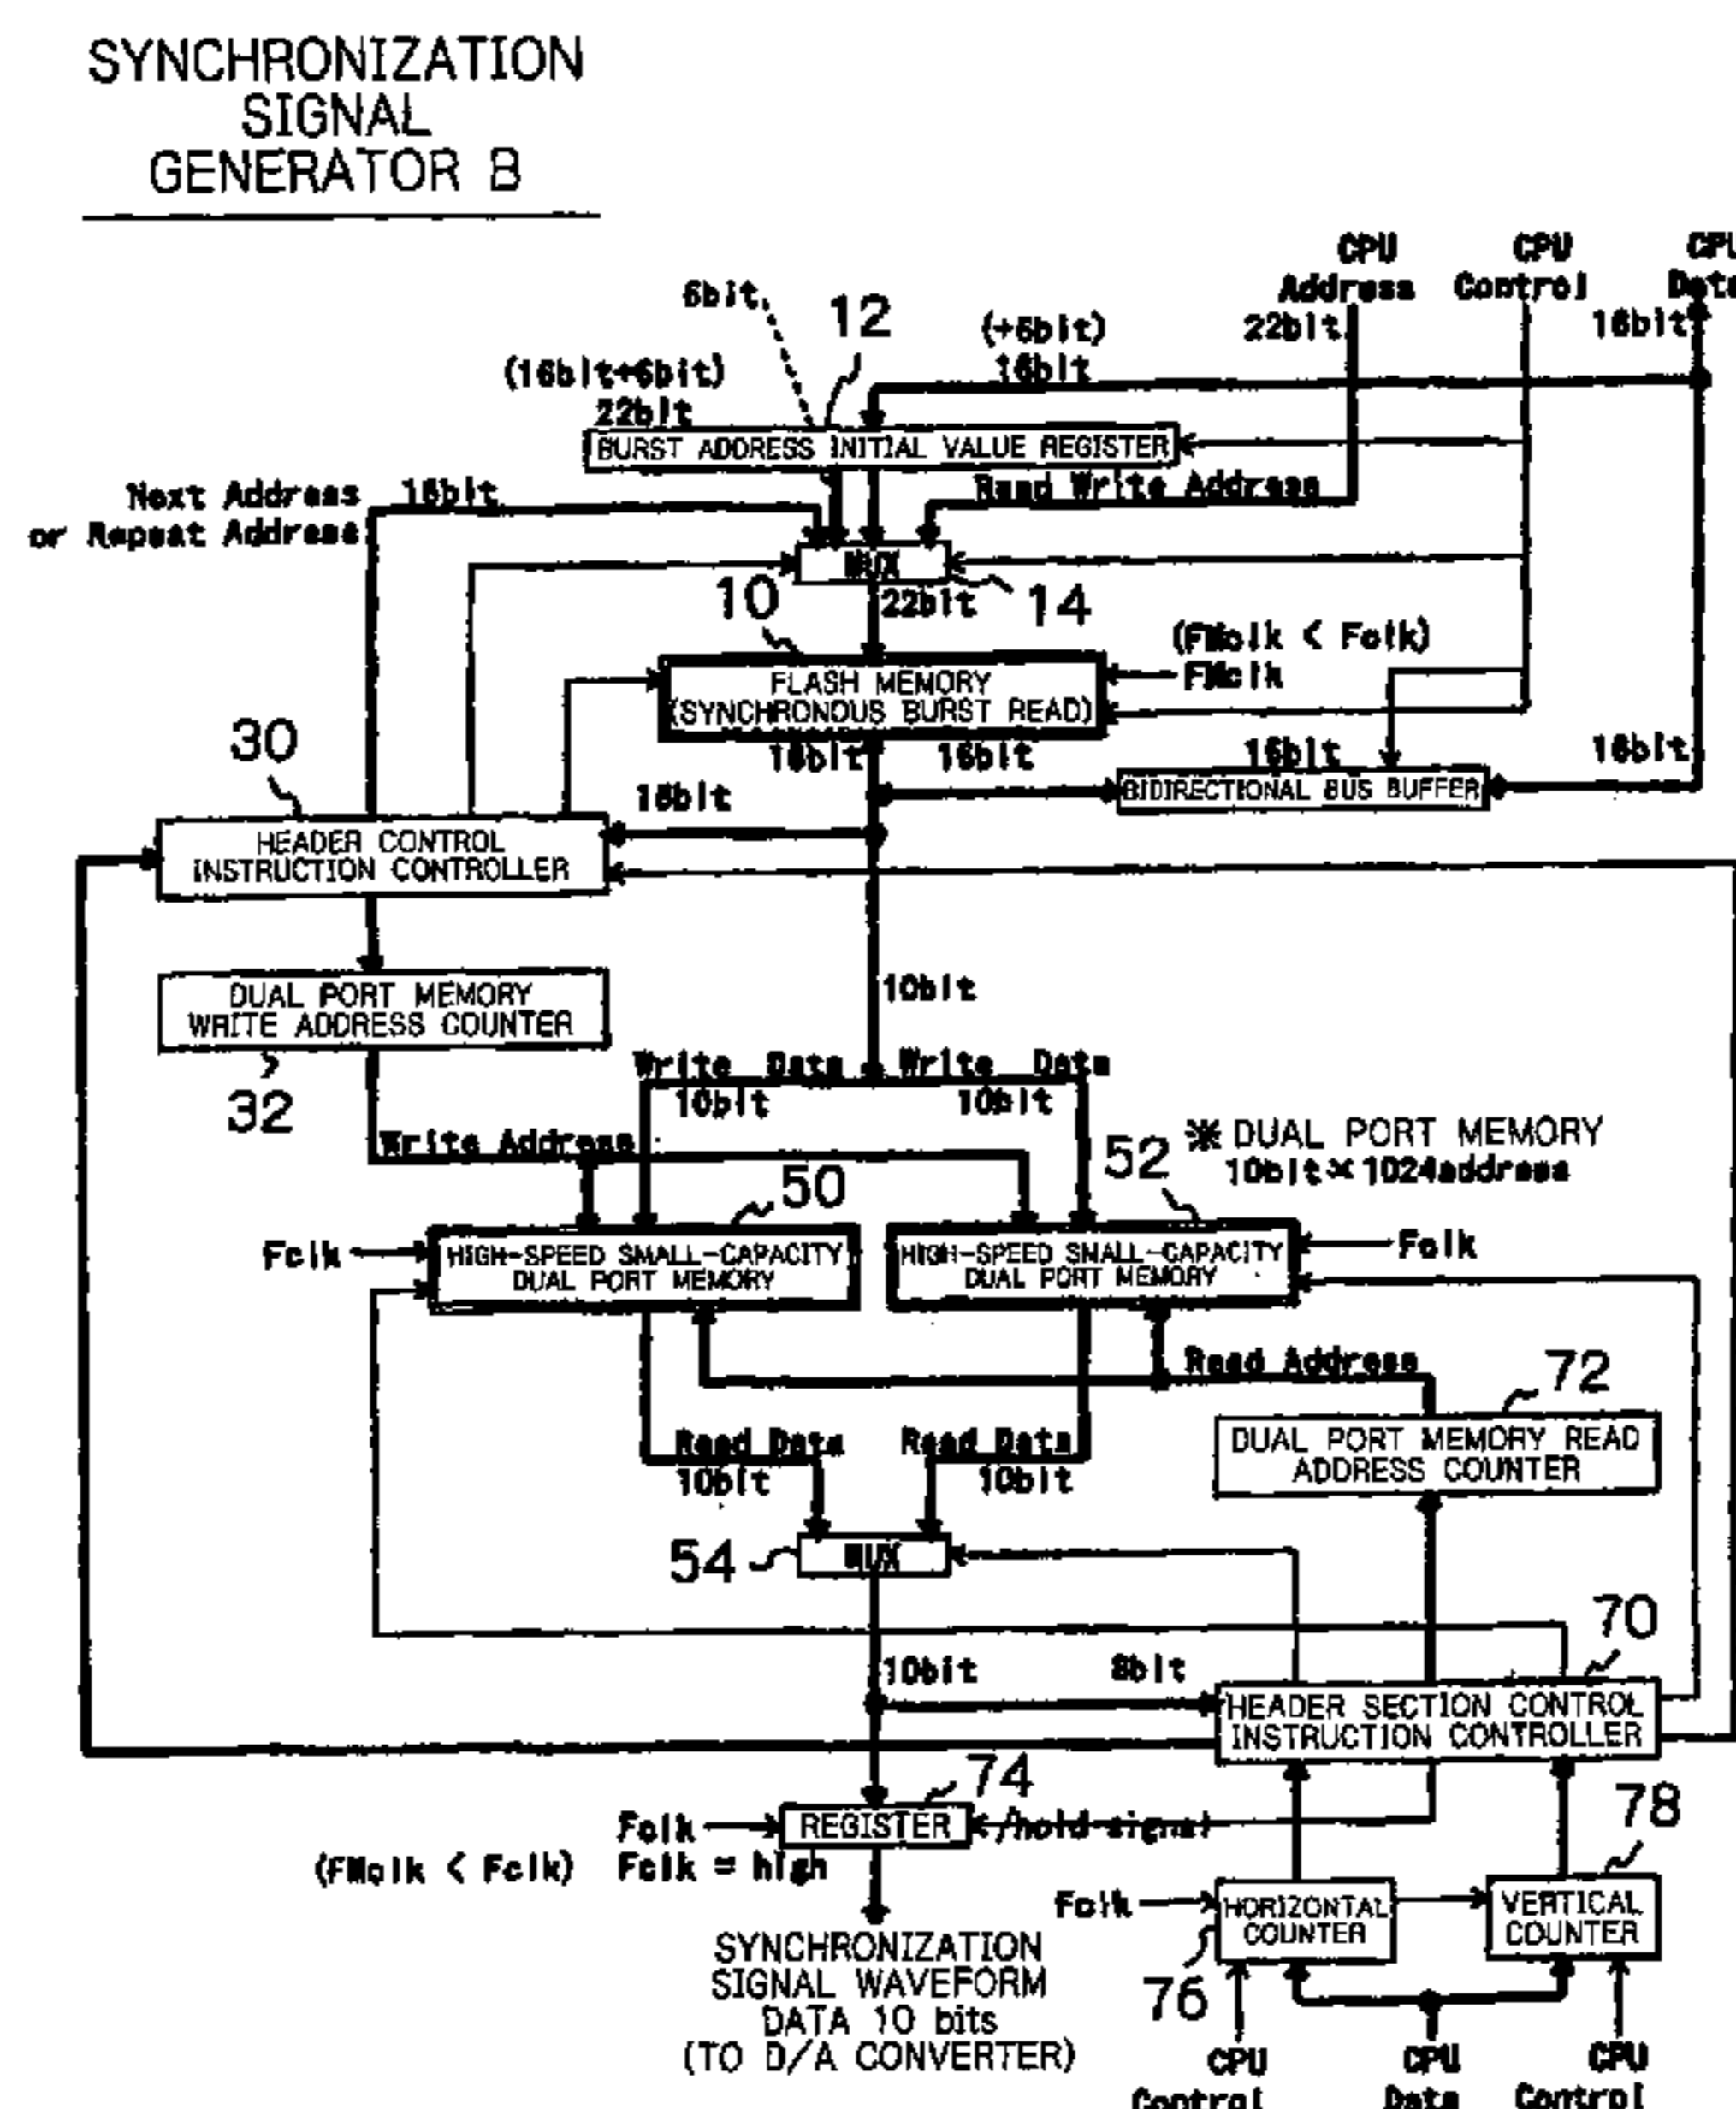 SYNCHRONIZATION
SIGNAL
GENERATOR B
CPU
Address
22bit
CPU
Control
16bit
6bit
12
(+6bit)
16bit
(16bit+6bit)
22bit
BURST ADDRESS INITIAL VALUE REGISTER
Next Address
or Repeat Address
16bit
Read Write Address
MUX
10
22bit
14
(FMclk < Fclk)
FMclk
FLASH MEMORY
(SYNCHRONOUS BURST READ)
30
16bit
16bit
16bit
16bit
16bit
BIDIRECTIONAL BUS BUFFER
HEADER CONTROL
INSTRUCTION CONTROLLER
10bit
DUAL PORT MEMORY
WRITE ADDRESS COUNTER
32
Write Data
10bit
Write Data
10bit
Write Address
50
52
※ DUAL PORT MEMORY
10bit×1024address
Fclk
HIGH-SPEED SMALL-CAPACITY
DUAL PORT MEMORY
HIGH-SPEED SMALL-CAPACITY
DUAL PORT MEMORY
Fclk
Read Address
72
Read Data
10bit
Read Data
10bit
DUAL PORT MEMORY READ
ADDRESS COUNTER
54
MUX
70
10bit
8bit
HEADER SECTION CONTROL
INSTRUCTION CONTROLLER
74
78
Fclk
REGISTER
/hold signal
(FMclk < Fclk)
Fclk = high
Fclk
HORIZONTAL
COUNTER
VERTICAL
COUNTER
76
SYNCHRONIZATION
SIGNAL WAVEFORM
DATA 10 bits
(TO D/A CONVERTER)
CPU
Control
CPU
Data
CPU
Control